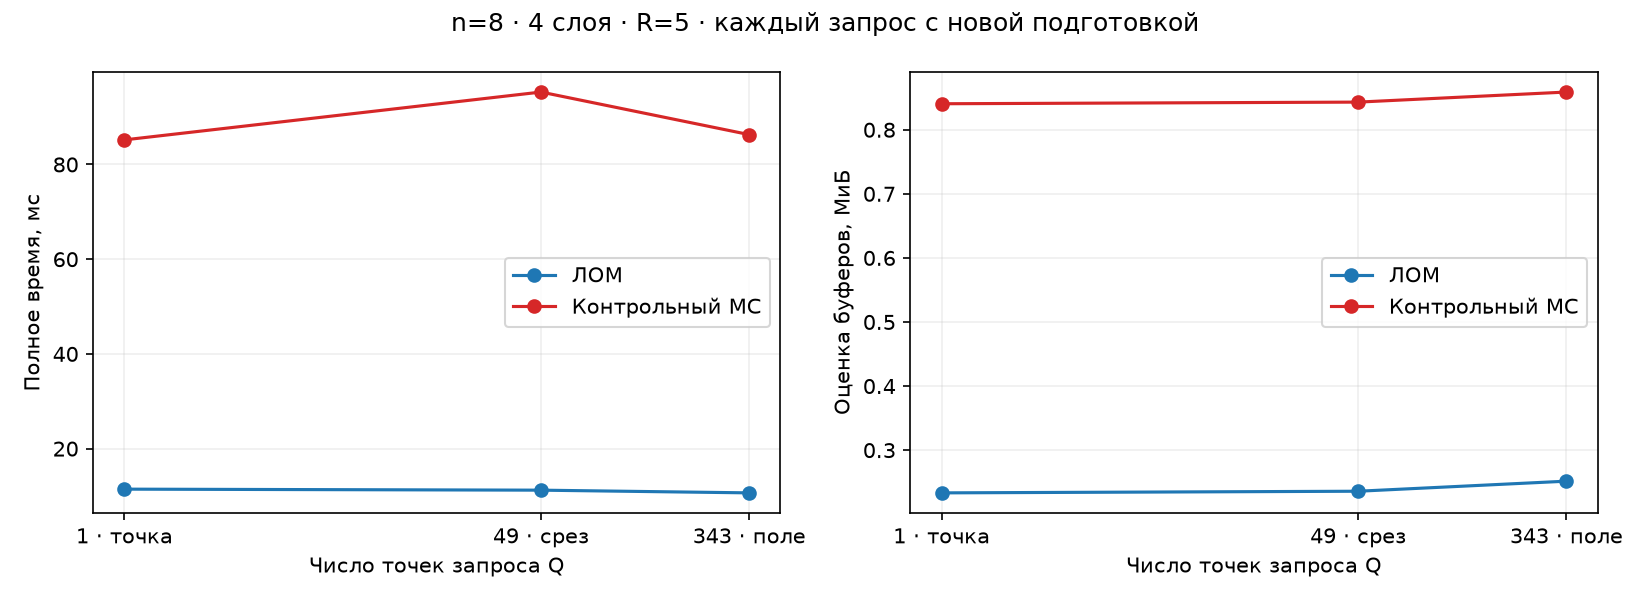 n=8 · 4 слоя · R=5 · каждый запрос с новой подготовкой
Полное время, мс
80
60
40
20
ЛОМ
Контрольный МС
1 · точка
49 · срез
343 · поле
Число точек запроса Q
Оценка буферов, МиБ
0.8
0.7
0.6
0.5
0.4
0.3
ЛОМ
Контрольный МС
1 · точка
49 · срез
343 · поле
Число точек запроса Q